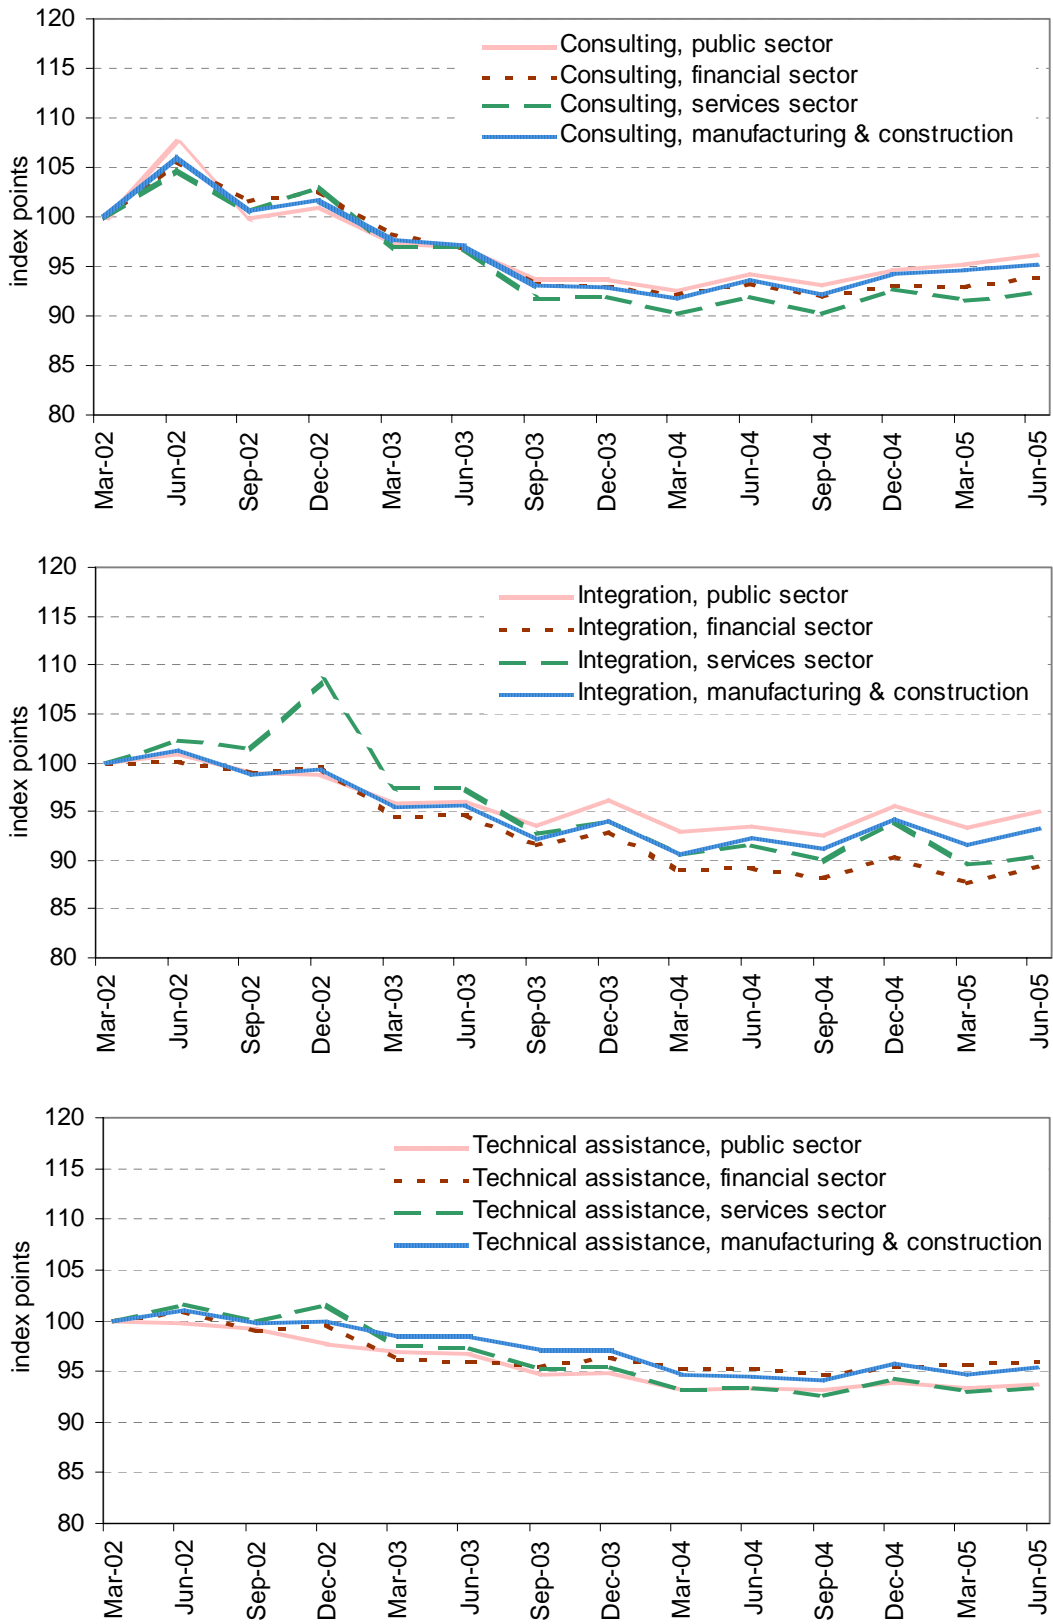 120
115
110
105
100
95
90
85
80
index points
Consulting, public sector
Consulting, financial sector
Consulting, services sector
Consulting, manufacturing & construction
Mar-02
Jun-02
Sep-02
Dec-02
Mar-03
Jun-03
Sep-03
Dec-03
Mar-04
Jun-04
Sep-04
Dec-04
Mar-05
Jun-05
120
115
110
105
100
95
90
85
80
index points
Integration, public sector
Integration, financial sector
Integration, services sector
Integration, manufacturing & construction
Mar-02
Jun-02
Sep-02
Dec-02
Mar-03
Jun-03
Sep-03
Dec-03
Mar-04
Jun-04
Sep-04
Dec-04
Mar-05
Jun-05
120
115
110
105
100
95
90
85
80
index points
Technical assistance, public sector
Technical assistance, financial sector
Technical assistance, services sector
Technical assistance, manufacturing & construction
Mar-02
Jun-02
Sep-02
Dec-02
Mar-03
Jun-03
Sep-03
Dec-03
Mar-04
Jun-04
Sep-04
Dec-04
Mar-05
Jun-05